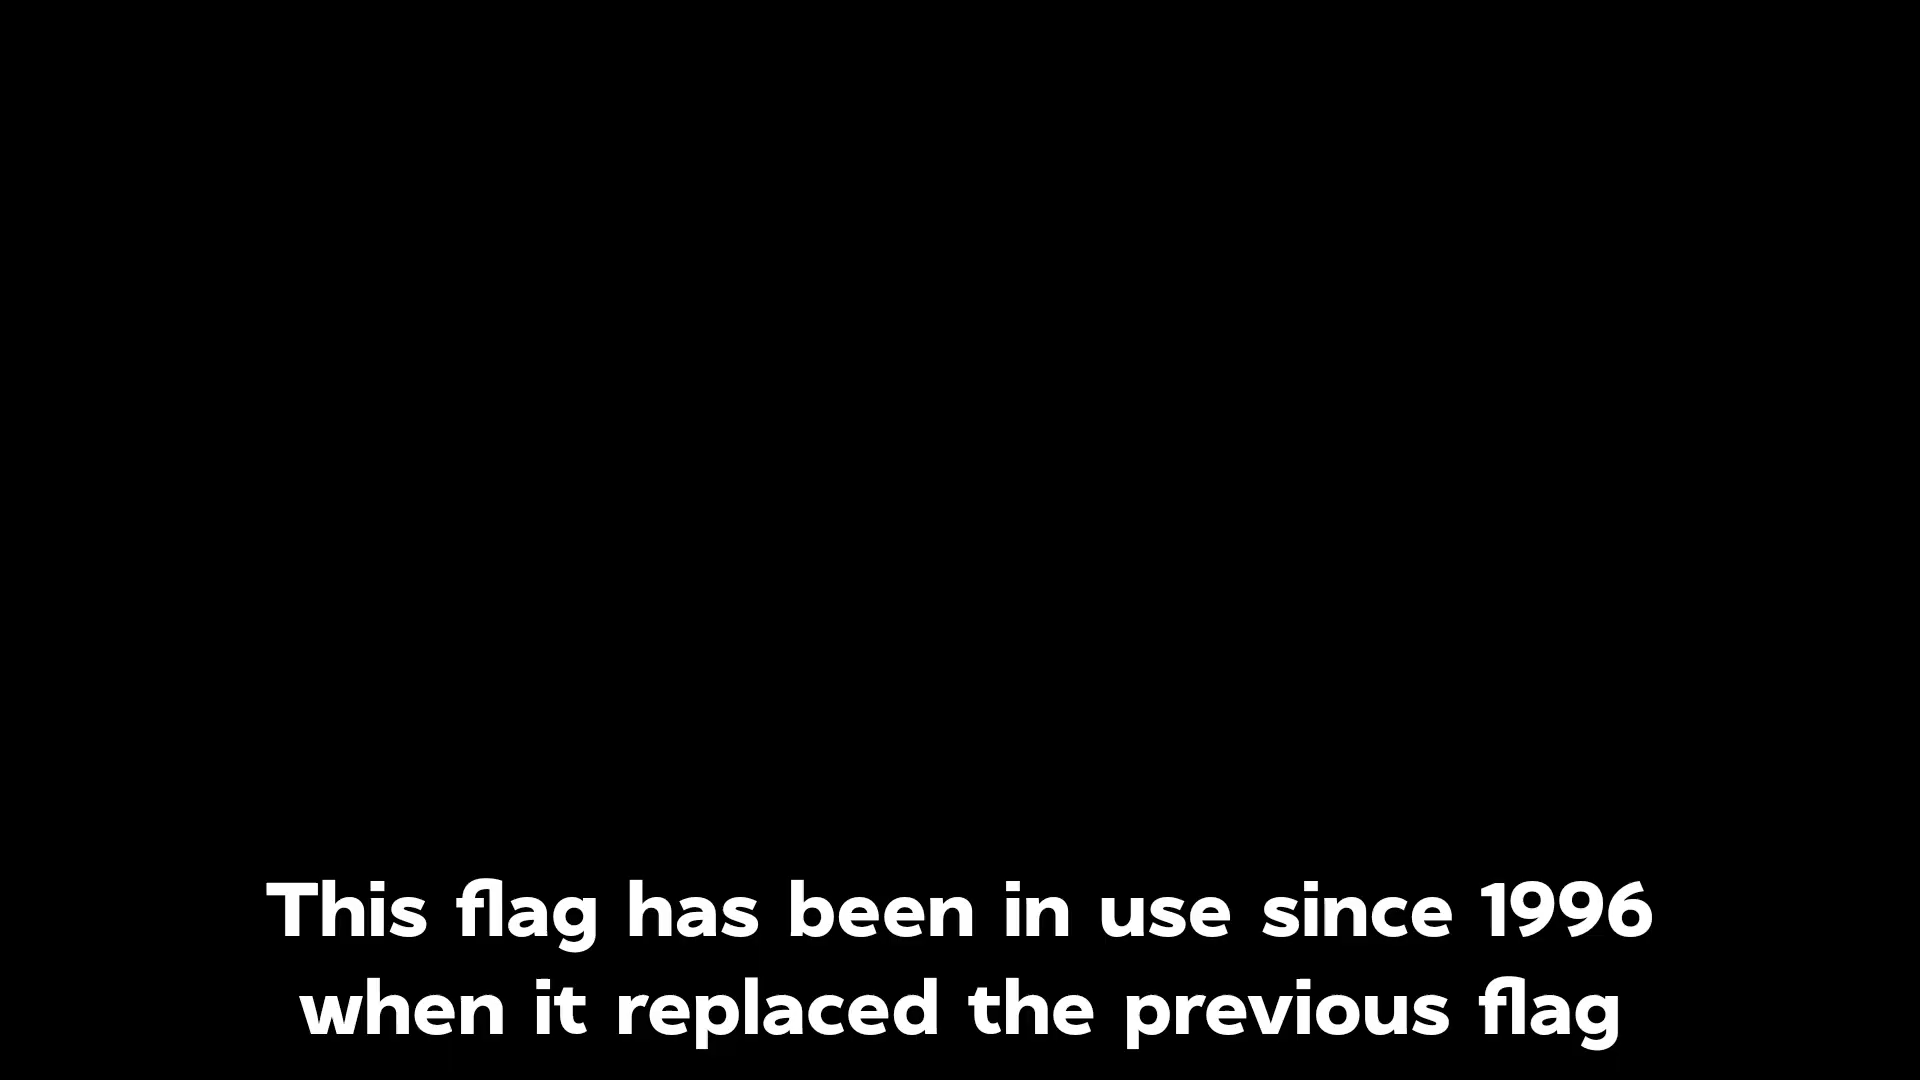 This flag has been in use since 1996
when it replaced the previous flag